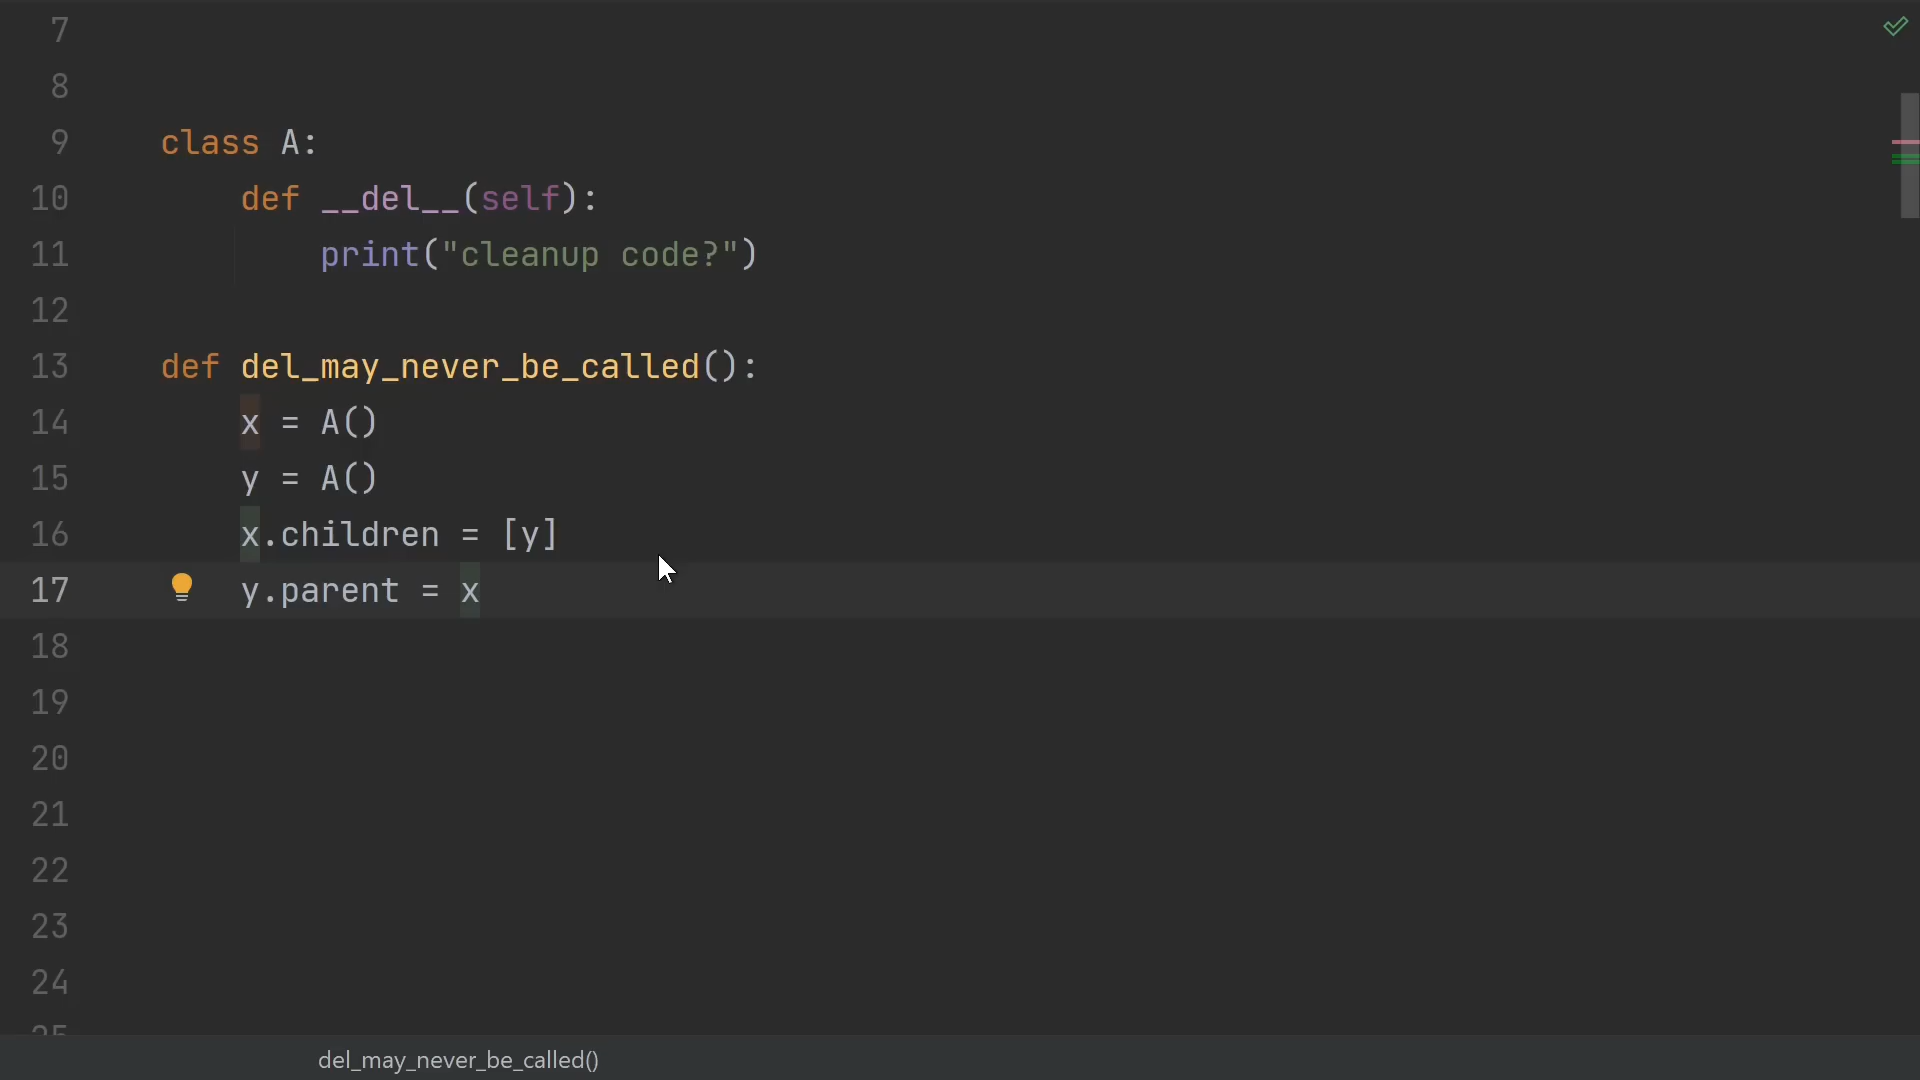 7
8
9 class A:
10 def __del__(self):
11 print("cleanup code?")
12
13 def del_may_never_be_called():
14 x = A()
15 y = A()
16 x.children = [y]
17 y.parent = x
18
19
20
21
22
23
24
25
del_may_never_be_called()